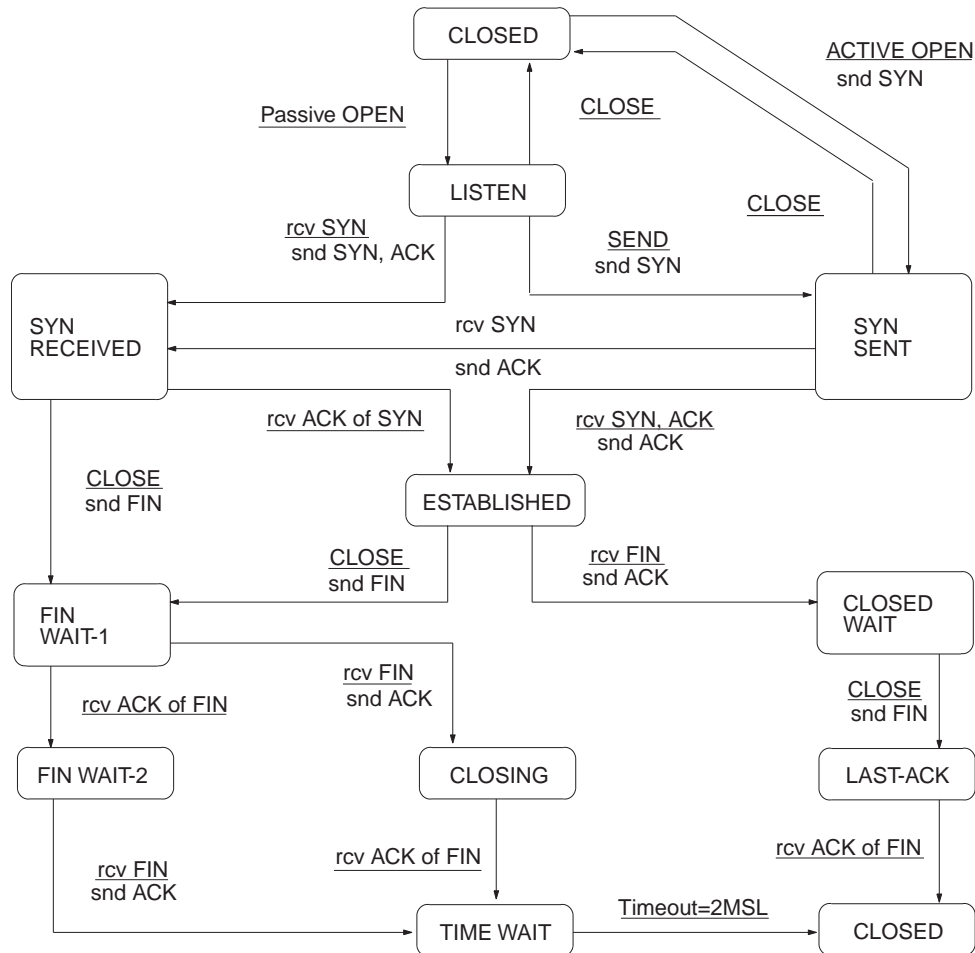 CLOSED
ACTIVE OPEN
snd SYN
Passive OPEN
CLOSE
LISTEN
CLOSE
rcv SYN
snd SYN, ACK
SEND
snd SYN
SYN
RECEIVED
rcv SYN
SYN
SENT
snd ACK
rcv ACK of SYN
rcv SYN, ACK
snd ACK
CLOSE
snd FIN
ESTABLISHED
CLOSE
snd FIN
rcv FIN
snd ACK
FIN
WAIT-1
CLOSED
WAIT
rcv FIN
snd ACK
rcv ACK of FIN
CLOSE
snd FIN
FIN WAIT-2
CLOSING
LAST-ACK
rcv FIN
snd ACK
rcv ACK of FIN
rcv ACK of FIN
TIME WAIT
Timeout=2MSL
CLOSED